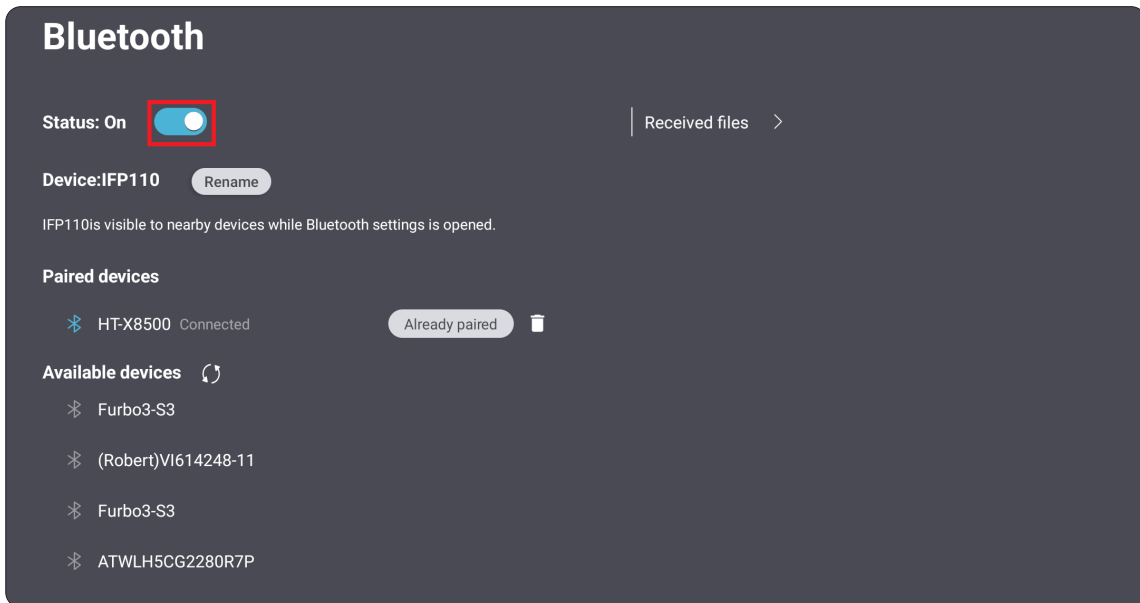 Bluetooth
Status: On
Received files
Device:IFP110
Rename
IFP110is visible to nearby devices while Bluetooth settings is opened.
Paired devices
HT-X8500 Connected
Already paired
Available devices
Furbo3-S3
(Robert)VI614248-11
Furbo3-S3
ATWLH5CG2280R7P